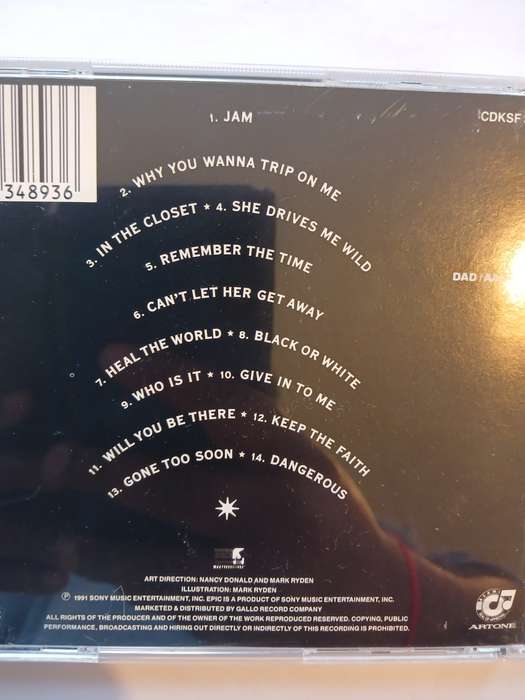 1. JAM
CDKSF
348936
2. WHY YOU WANNA TRIP ON ME
3. IN THE CLOSET ★ 4. SHE DRIVES ME WILD
5. REMEMBER THE TIME
DAD
6. CAN'T LET HER GET AWAY
7. HEAL THE WORLD ★ 8. BLACK OR WHITE
9. WHO IS IT ★ 10. GIVE IN TO ME
11. WILL YOU BE THERE ★ 12. KEEP THE FAITH
13. GONE TOO SOON ★ 14. DANGEROUS
ART DIRECTION: NANCY DONALD AND MARK RYDEN
ILLUSTRATION: MARK RYDEN
℗ 1991 SONY MUSIC ENTERTAINMENT, INC. EPIC IS A PRODUCT OF SONY MUSIC ENTERTAINMENT, INC.
MARKETED & DISTRIBUTED BY GALLO RECORD COMPANY
ALL RIGHTS OF THE PRODUCER AND OF THE OWNER OF THE WORK REPRODUCED RESERVED. COPYING, PUBLIC
PERFORMANCE, BROADCASTING AND HIRING OUT DIRECTLY OR INDIRECTLY OF THIS RECORDING IS PROHIBITED.
ARTONE